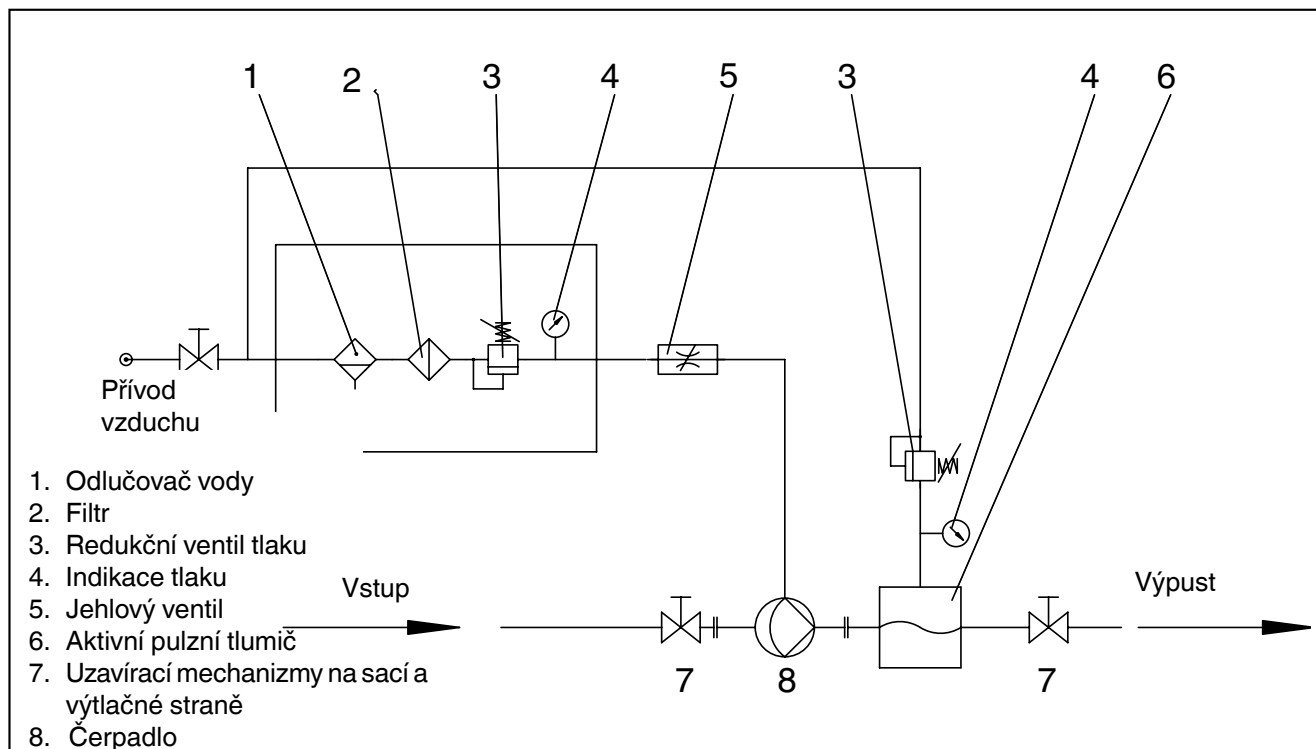 1 2 3 4 5 3 4 6
Přívod
vzduchu
1. Odlučovač vody
2. Filtr
3. Redukční ventil tlaku
4. Indikace tlaku
5. Jehlový ventil
6. Aktivní pulzní tlumič
7. Uzavírací mechanizmy na sací a
výtlačné straně
8. Čerpadlo
Vstup
Výpust
7 8 7